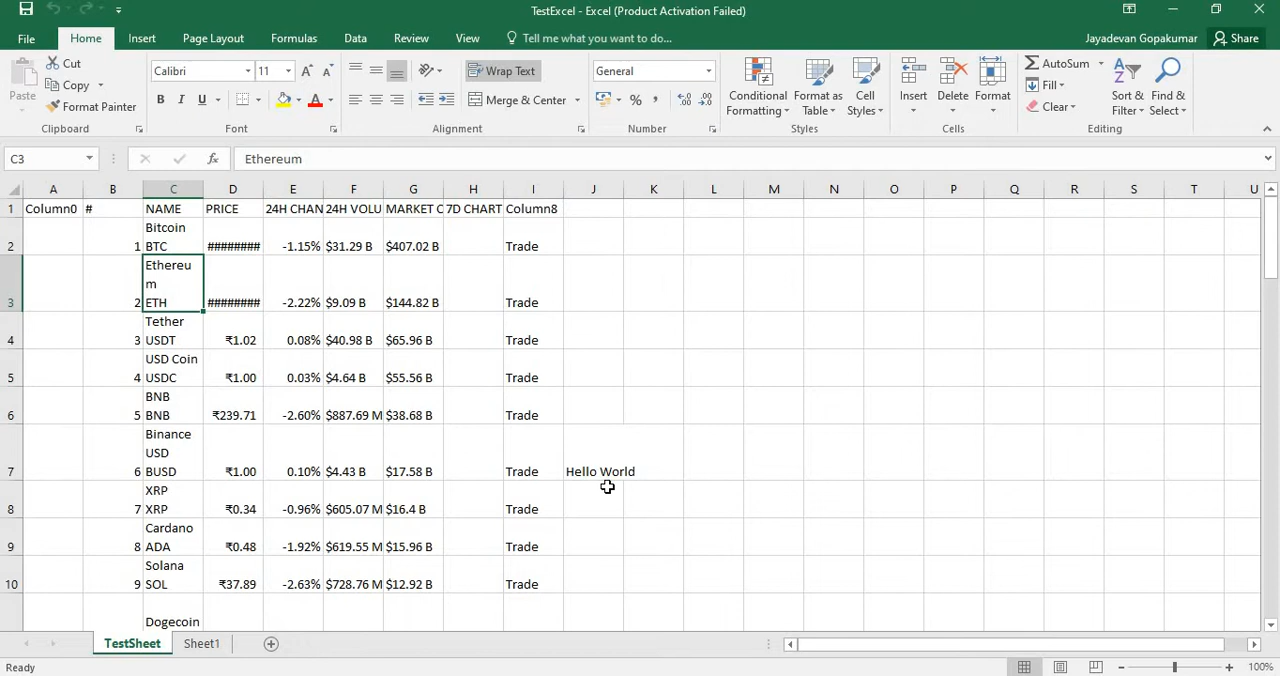 TestExcel - Excel (Product Activation Failed)
File Home Insert Page Layout Formulas Data Review View Tell me what you want to do... Jayadevan Gopakumar Share
Paste Cut Copy Format Painter Clipboard
Calibri 11 A A B I U A Font
Wrap Text Merge & Center Alignment
General % , Number
Conditional Formatting Format as Table Cell Styles Styles
Insert Delete Format Cells
AutoSum Fill Clear Sort & Filter Find & Select Editing
C3 fx Ethereum
A B C D E F G H I J K L M N O P Q R S T U
1 Column0 # NAME PRICE 24H CHAN 24H VOLU MARKET C 7D CHART Column8
Bitcoin
2 1 BTC ######## -1.15% $31.29 B $407.02 B Trade
Ethereu
m
3 2 ETH ######## -2.22% $9.09 B $144.82 B Trade
Tether
4 3 USDT ₹1.02 0.08% $40.98 B $65.96 B Trade
USD Coin
5 4 USDC ₹1.00 0.03% $4.64 B $55.56 B Trade
BNB
6 5 BNB ₹239.71 -2.60% $887.69 M $38.68 B Trade
Binance
USD
7 6 BUSD ₹1.00 0.10% $4.43 B $17.58 B Trade Hello World
XRP
8 7 XRP ₹0.34 -0.96% $605.07 M $16.4 B Trade
Cardano
9 8 ADA ₹0.48 -1.92% $619.55 M $15.96 B Trade
Solana
10 9 SOL ₹37.89 -2.63% $728.76 M $12.92 B Trade
Dogecoin
TestSheet Sheet1
Ready 100%